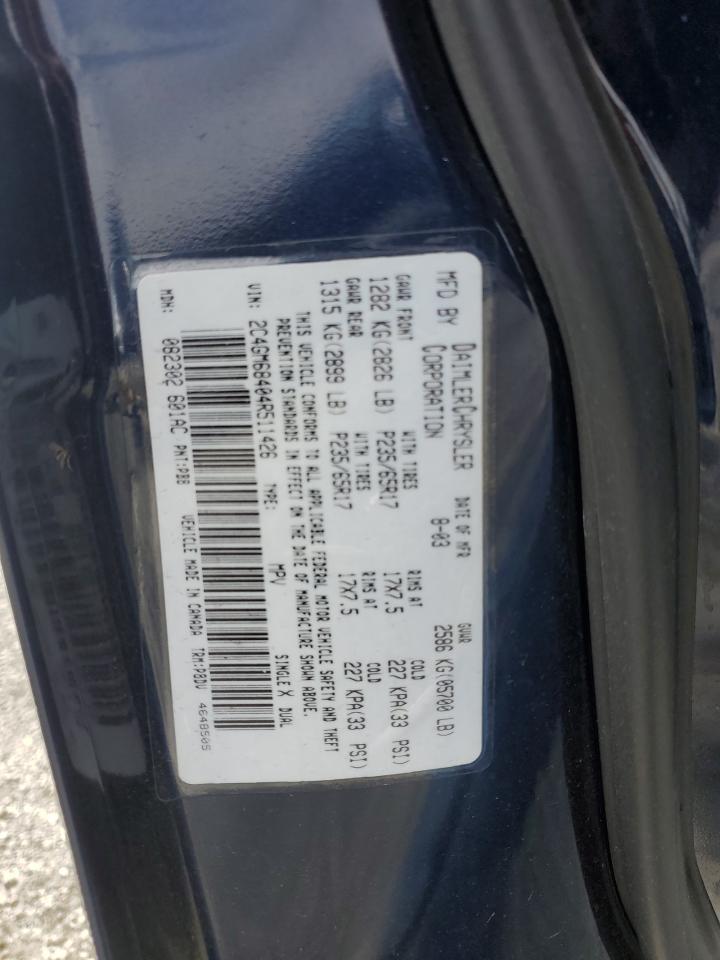 MFD BY DAIMLERCHRYSLER CORPORATION DATE OF MFR 8-03 GVWR 2586 KG(05700 LB)
GAWR FRONT WITH TIRES RIMS AT COLD
1282 KG(2826 LB) P235/65R17 17X7.5 227 KPA(33 PSI)
GAWR REAR WITH TIRES RIMS AT COLD
1315 KG(2899 LB) P235/65R17 17X7.5 227 KPA(33 PSI)
THIS VEHICLE CONFORMS TO ALL APPLICABLE FEDERAL MOTOR VEHICLE SAFETY AND THEFT
PREVENTION STANDARDS IN EFFECT ON THE DATE OF MANUFACTURE SHOWN ABOVE.
VIN: 2C4GM68404R511426 TYPE: MPV SINGLE X DUAL
MDH: 082302 601AC PNT:PBB VEHICLE MADE IN CANADA TRM:P8DV 4648505